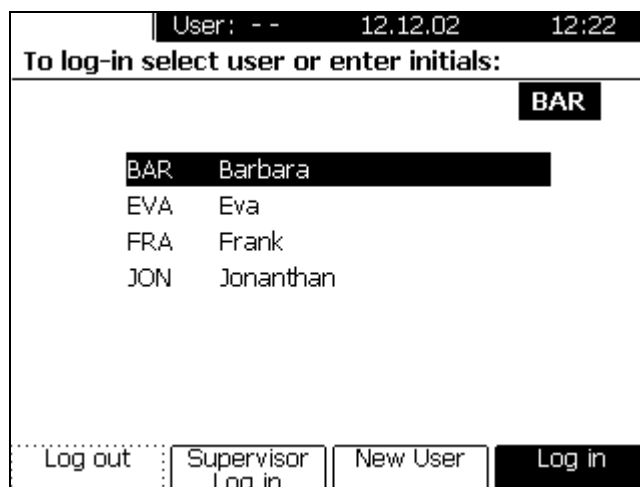 User: - - 12.12.02 12:22
To log-in select user or enter initials:
BAR
BAR Barbara
EVA Eva
FRA Frank
JON Jonanthan
Log out Supervisor Log in New User Log in